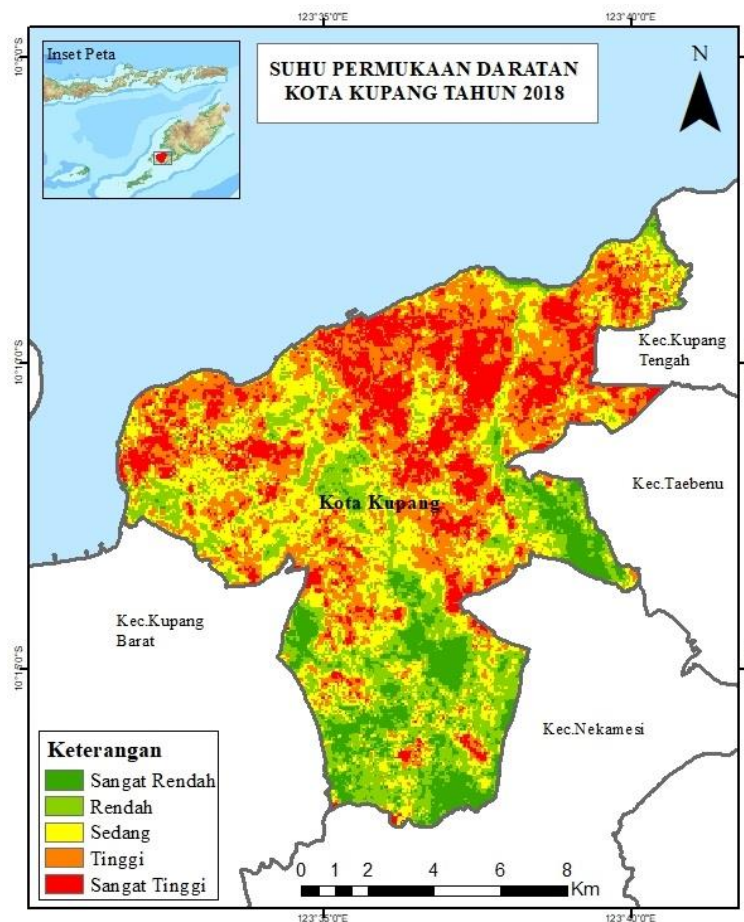 123°35'0"E
123°40'0"E
Inset Peta
SUHU PERMUKAAN DARATAN
KOTA KUPANG TAHUN 2018
N
Kec.Kupang
Tengah
Kec.Taebenu
Kota Kupang
Kec.Kupang
Barat
Kec.Nekamesi
Keterangan
Sangat Rendah
Rendah
Sedang
Tinggi
Sangat Tinggi
0 1 2 4 6 8
Km
123°35'0"E
123°40'0"E